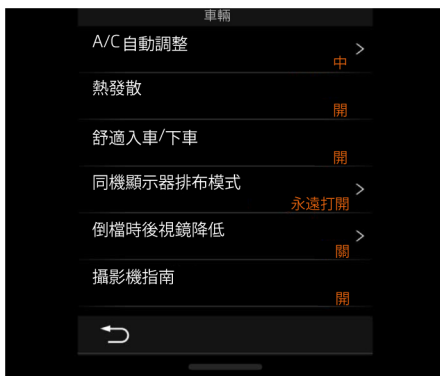 車輛
A/C自動調整
中
熱發散
開
舒適入車/下車
開
同機顯示器排布模式
永遠打開
倒檔時後視鏡降低
關
攝影機指南
開